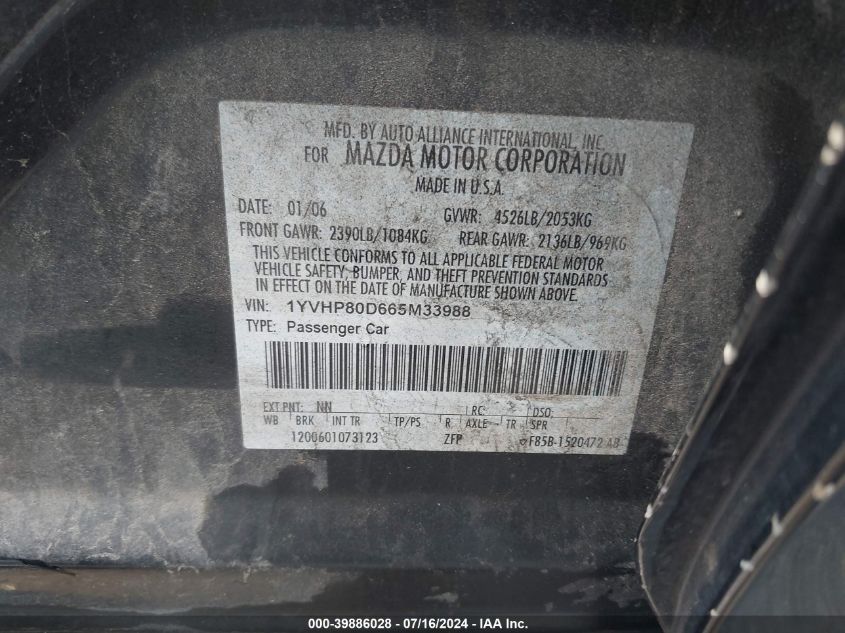 MFD. BY AUTO ALLIANCE INTERNATIONAL, INC.
FOR MAZDA MOTOR CORPORATION
MADE IN U.S.A.
DATE: 01/06 GVWR: 4526LB/2053KG
FRONT GAWR: 2390LB/1084KG REAR GAWR: 2136LB/969KG
THIS VEHICLE CONFORMS TO ALL APPLICABLE FEDERAL MOTOR
VEHICLE SAFETY, BUMPER, AND THEFT PREVENTION STANDARDS
IN EFFECT ON THE DATE OF MANUFACTURE SHOWN ABOVE.
VIN: 1YVHP80D665M33988
TYPE: Passenger Car
EXT PNT: NN RC: DSO:
WB BRK INT TR TP/PS R AXLE TR SPR
1200601073123 ZFP F85B-1520472-AB
000-39886028 - 07/16/2024 - IAA Inc.